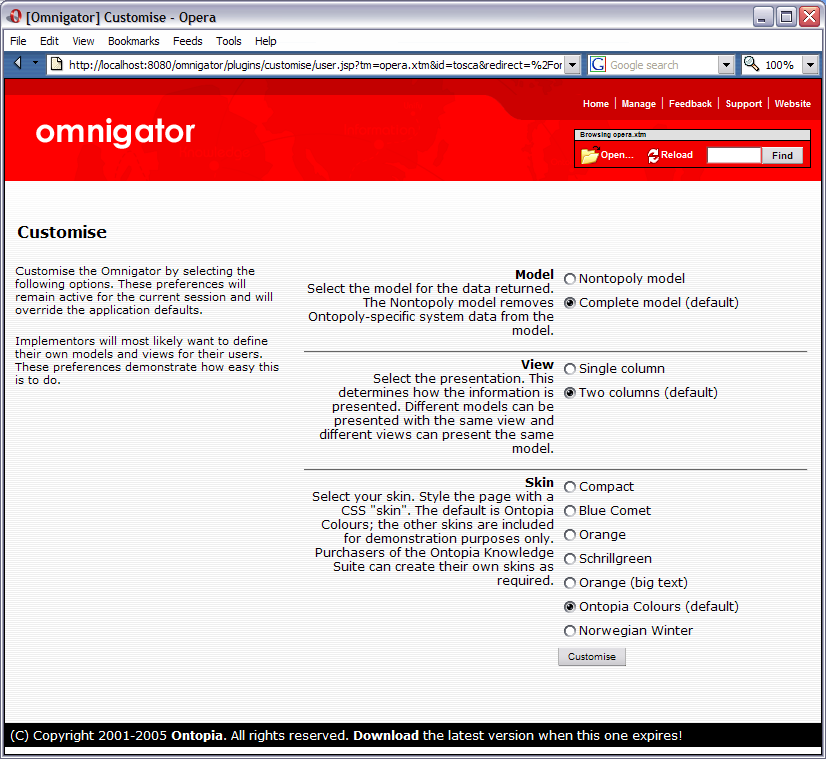 [Omnigator] Customise - Opera
File Edit View Bookmarks Feeds Tools Help
http://localhost:8080/omnigator/plugins/customise/user.jsp?tm=opera.xtm&id=tosca&redirect=%2For
Google search
100%
Home | Manage | Feedback | Support | Website
omnigator
Browsing opera.xtm
Open... Reload Find
Customise
Customise the Omnigator by selecting the
following options. These preferences will
remain active for the current session and will
override the application defaults.
Implementors will most likely want to define
their own models and views for their users.
These preferences demonstrate how easy this
is to do.
Model
Select the model for the data returned.
The Nontopoly model removes
Ontopoly-specific system data from the
model.
Nontopoly model
Complete model (default)
View
Select the presentation. This
determines how the information is
presented. Different models can be
presented with the same view and
different views can present the same
model.
Single column
Two columns (default)
Skin
Select your skin. Style the page with a
CSS "skin". The default is Ontopia
Colours; the other skins are included
for demonstration purposes only.
Purchasers of the Ontopia Knowledge
Suite can create their own skins as
required.
Compact
Blue Comet
Orange
Schrillgreen
Orange (big text)
Ontopia Colours (default)
Norwegian Winter
Customise
(C) Copyright 2001-2005 Ontopia. All rights reserved. Download the latest version when this one expires!